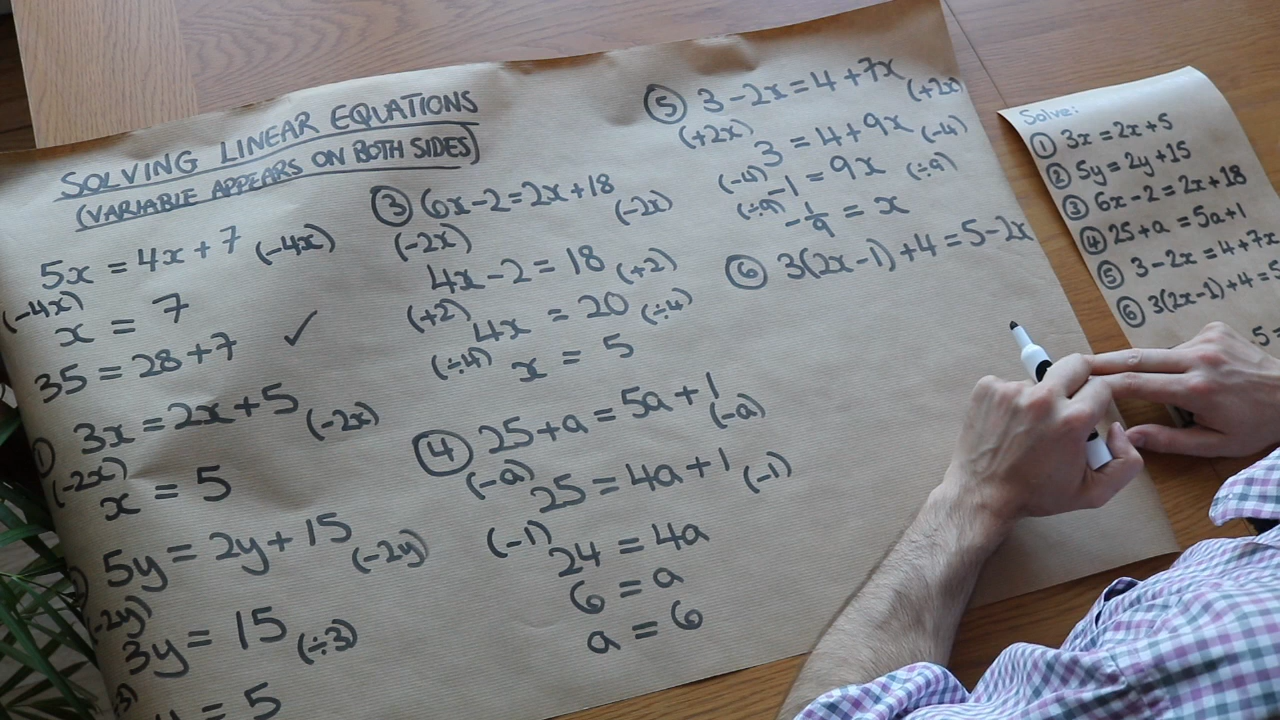 SOLVING LINEAR EQUATIONS
(VARIABLE APPEARS ON BOTH SIDES)
5x = 4x + 7 (-4x)
(-4x)
x = 7
35 = 28 + 7 ✓
① 3x = 2x + 5 (-2x)
(-2x)
x = 5
5y = 2y + 15 (-2y)
(-2y)
3y = 15 (÷3)
= 5
③ 6x - 2 = 2x + 18 (-2x)
(-2x)
4x - 2 = 18 (+2)
(+2)
4x = 20 (÷4)
(÷4)
x = 5
④ 25 + a = 5a + 1 (-a)
(-a)
25 = 4a + 1 (-1)
(-1)
24 = 4a
6 = a
a = 6
⑤ 3 - 2x = 4 + 7x (+2x)
(+2x)
3 = 4 + 9x (-4)
(-4)
-1 = 9x (÷9)
(÷9)
-1/9 = x
⑥ 3(2x - 1) + 4 = 5 - 2x
Solve:
① 3x = 2x + 5
② 5y = 2y + 15
③ 6x - 2 = 2x + 18
④ 25 + a = 5a + 1
⑤ 3 - 2x = 4 + 7x
⑥ 3(2x - 1) + 4 = 5
5 =